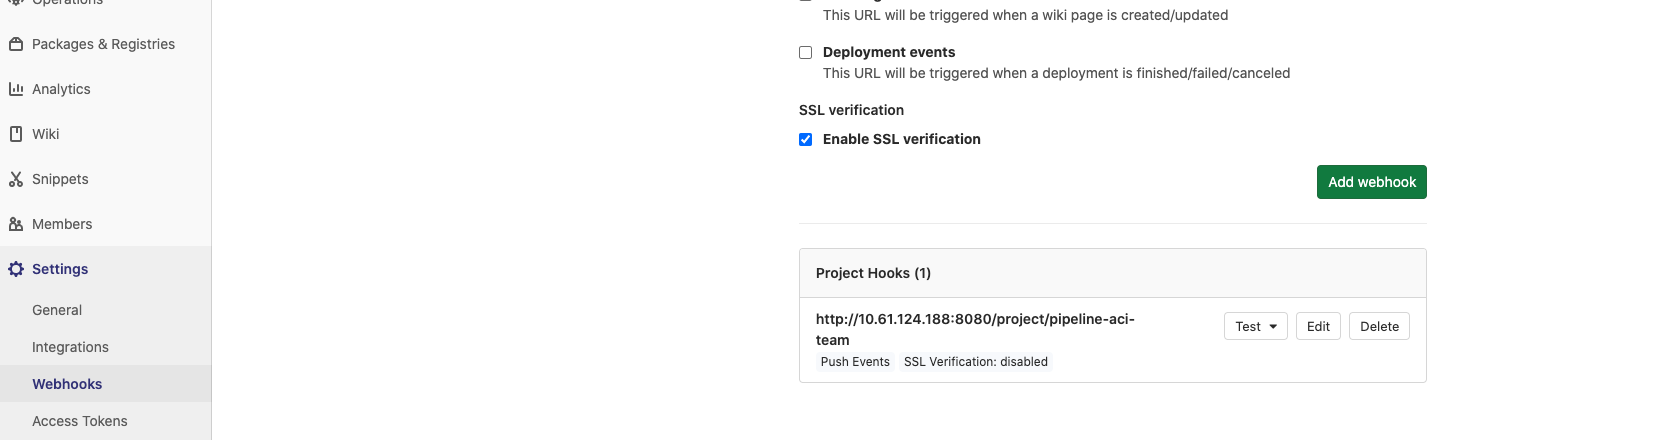 Operations
Packages & Registries
Analytics
Wiki
Snippets
Members
Settings
General
Integrations
Webhooks
Access Tokens
This URL will be triggered when a wiki page is created/updated
Deployment events
This URL will be triggered when a deployment is finished/failed/canceled
SSL verification
Enable SSL verification
Add webhook
Project Hooks (1)
http://10.61.124.188:8080/project/pipeline-aci-
team
Test Edit Delete
Push Events SSL Verification: disabled